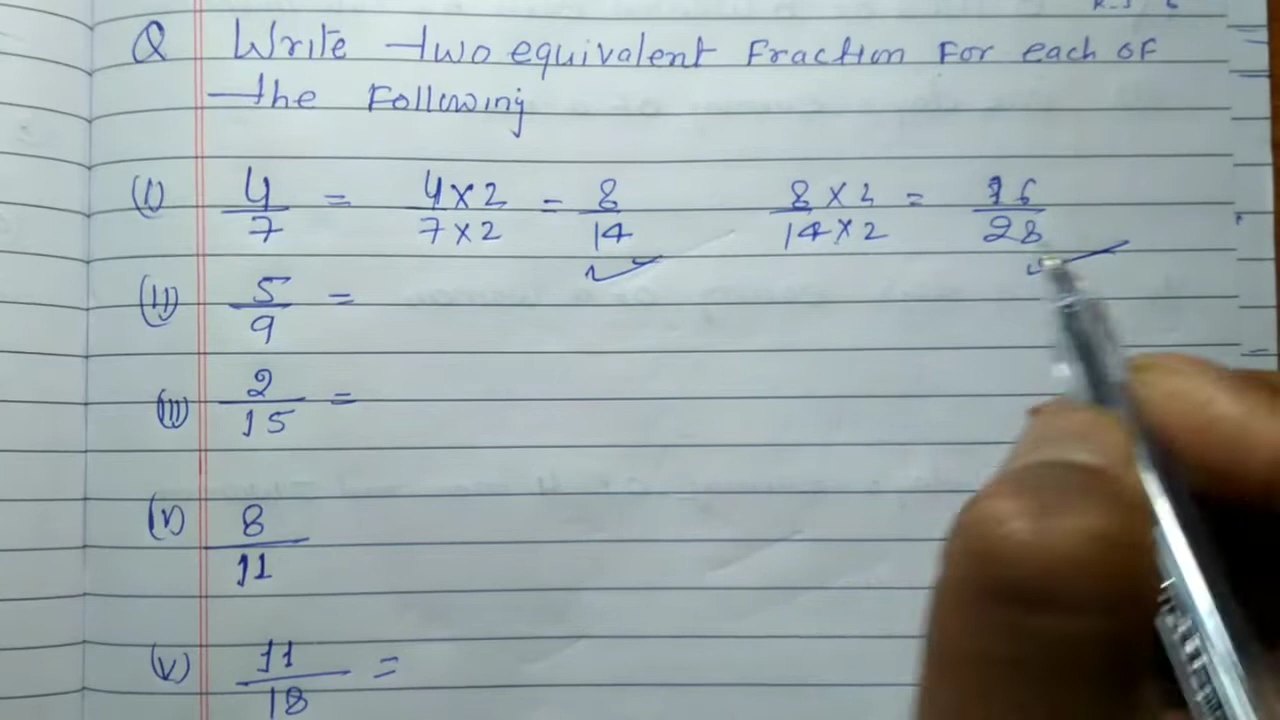 Q Write two equivalent Fraction For each of
the Following
(I) 4/7 = 4×2/7×2 = 8/14 8×2/14×2 = 16/28
(II) 5/9 =
(III) 2/15 =
(V) 8/11
(V) 11/18 =